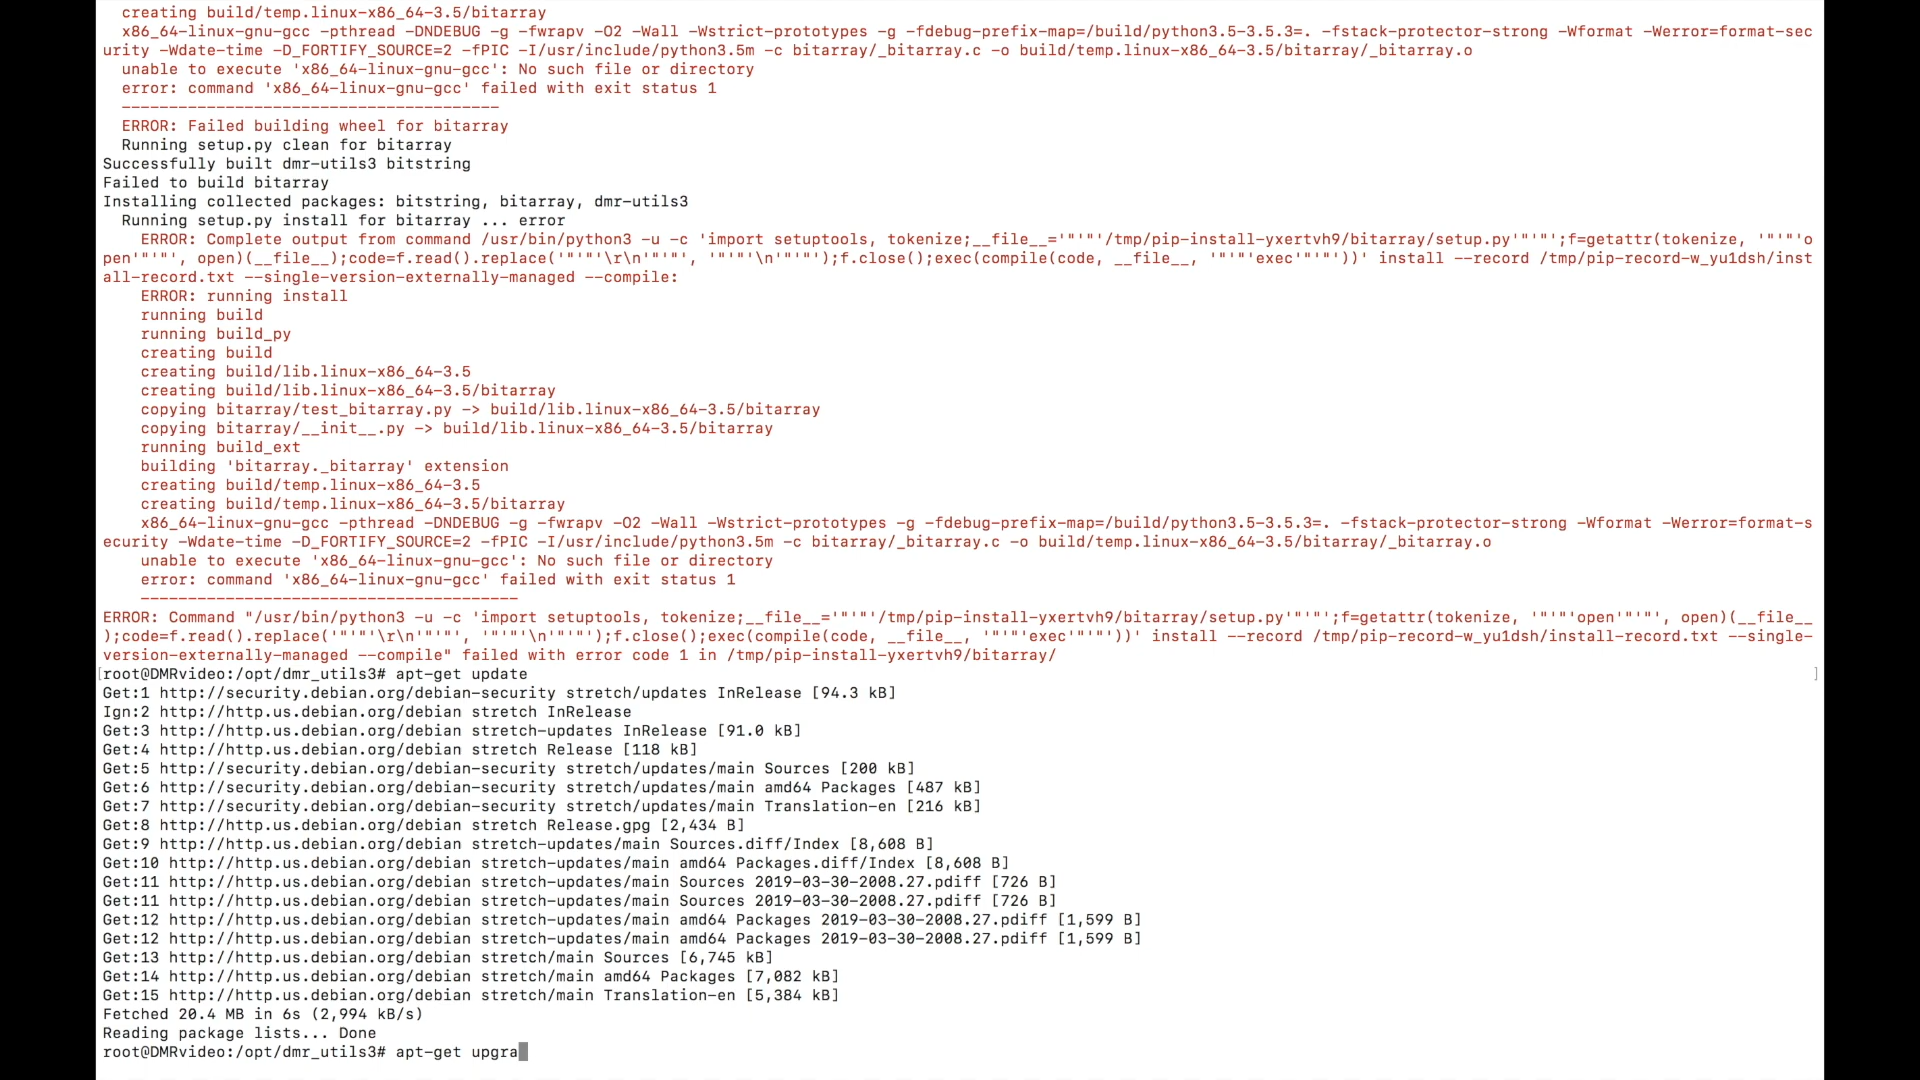 creating build/temp.linux-x86_64-3.5/bitarray
x86_64-linux-gnu-gcc -pthread -DNDEBUG -g -fwrapv -O2 -Wall -Wstrict-prototypes -g -fdebug-prefix-map=/build/python3.5-3.5.3=. -fstack-protector-strong -Wformat -Werror=format-sec
urity -Wdate-time -D_FORTIFY_SOURCE=2 -fPIC -I/usr/include/python3.5m -c bitarray/_bitarray.c -o build/temp.linux-x86_64-3.5/bitarray/_bitarray.o
unable to execute 'x86_64-linux-gnu-gcc': No such file or directory
error: command 'x86_64-linux-gnu-gcc' failed with exit status 1
----------------------------------------
ERROR: Failed building wheel for bitarray
Running setup.py clean for bitarray
Successfully built dmr-utils3 bitstring
Failed to build bitarray
Installing collected packages: bitstring, bitarray, dmr-utils3
Running setup.py install for bitarray ... error
ERROR: Complete output from command /usr/bin/python3 -u -c 'import setuptools, tokenize;__file__='"'"'/tmp/pip-install-yxertvh9/bitarray/setup.py'"'"';f=getattr(tokenize, '"'"'o
pen'"'"', open)(__file__);code=f.read().replace('"'"'\r\n'"'"', '"'"'\n'"'"');f.close();exec(compile(code, __file__, '"'"'exec'"'"'))' install --record /tmp/pip-record-w_yu1dsh/inst
all-record.txt --single-version-externally-managed --compile:
ERROR: running install
running build
running build_py
creating build
creating build/lib.linux-x86_64-3.5
creating build/lib.linux-x86_64-3.5/bitarray
copying bitarray/test_bitarray.py -> build/lib.linux-x86_64-3.5/bitarray
copying bitarray/__init__.py -> build/lib.linux-x86_64-3.5/bitarray
running build_ext
building 'bitarray._bitarray' extension
creating build/temp.linux-x86_64-3.5
creating build/temp.linux-x86_64-3.5/bitarray
x86_64-linux-gnu-gcc -pthread -DNDEBUG -g -fwrapv -O2 -Wall -Wstrict-prototypes -g -fdebug-prefix-map=/build/python3.5-3.5.3=. -fstack-protector-strong -Wformat -Werror=format-s
ecurity -Wdate-time -D_FORTIFY_SOURCE=2 -fPIC -I/usr/include/python3.5m -c bitarray/_bitarray.c -o build/temp.linux-x86_64-3.5/bitarray/_bitarray.o
unable to execute 'x86_64-linux-gnu-gcc': No such file or directory
error: command 'x86_64-linux-gnu-gcc' failed with exit status 1
----------------------------------------
ERROR: Command "/usr/bin/python3 -u -c 'import setuptools, tokenize;__file__='"'"'/tmp/pip-install-yxertvh9/bitarray/setup.py'"'"';f=getattr(tokenize, '"'"'open'"'"', open)(__file__
);code=f.read().replace('"'"'\r\n'"'"', '"'"'\n'"'"');f.close();exec(compile(code, __file__, '"'"'exec'"'"'))' install --record /tmp/pip-record-w_yu1dsh/install-record.txt --single-
version-externally-managed --compile" failed with error code 1 in /tmp/pip-install-yxertvh9/bitarray/
[root@DMRvideo:/opt/dmr_utils3# apt-get update ]
Get:1 http://security.debian.org/debian-security stretch/updates InRelease [94.3 kB]
Ign:2 http://http.us.debian.org/debian stretch InRelease
Get:3 http://http.us.debian.org/debian stretch-updates InRelease [91.0 kB]
Get:4 http://http.us.debian.org/debian stretch Release [118 kB]
Get:5 http://security.debian.org/debian-security stretch/updates/main Sources [200 kB]
Get:6 http://security.debian.org/debian-security stretch/updates/main amd64 Packages [487 kB]
Get:7 http://security.debian.org/debian-security stretch/updates/main Translation-en [216 kB]
Get:8 http://http.us.debian.org/debian stretch Release.gpg [2,434 B]
Get:9 http://http.us.debian.org/debian stretch-updates/main Sources.diff/Index [8,608 B]
Get:10 http://http.us.debian.org/debian stretch-updates/main amd64 Packages.diff/Index [8,608 B]
Get:11 http://http.us.debian.org/debian stretch-updates/main Sources 2019-03-30-2008.27.pdiff [726 B]
Get:11 http://http.us.debian.org/debian stretch-updates/main Sources 2019-03-30-2008.27.pdiff [726 B]
Get:12 http://http.us.debian.org/debian stretch-updates/main amd64 Packages 2019-03-30-2008.27.pdiff [1,599 B]
Get:12 http://http.us.debian.org/debian stretch-updates/main amd64 Packages 2019-03-30-2008.27.pdiff [1,599 B]
Get:13 http://http.us.debian.org/debian stretch/main Sources [6,745 kB]
Get:14 http://http.us.debian.org/debian stretch/main amd64 Packages [7,082 kB]
Get:15 http://http.us.debian.org/debian stretch/main Translation-en [5,384 kB]
Fetched 20.4 MB in 6s (2,994 kB/s)
Reading package lists... Done
root@DMRvideo:/opt/dmr_utils3# apt-get upgra